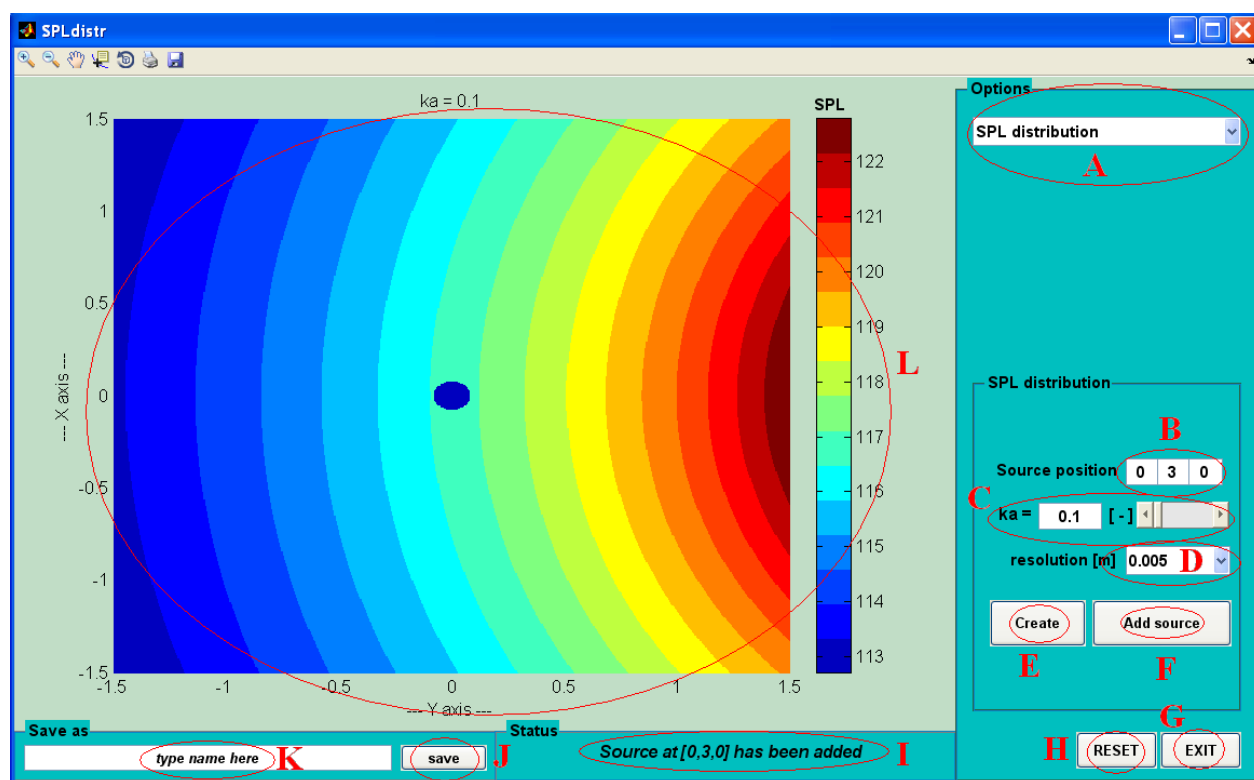 SPLdistr
ka = 0.1
SPL
1.5
1
0.5
0
-0.5
-1
-1.5
--- X axis ---
-1.5
-1
-0.5
0
0.5
1
1.5
--- Y axis ---
122
121
120
119
118
117
116
115
114
113
L
Options
SPL distribution
A
SPL distribution
B
Source position 0 3 0
C
ka = 0.1 [ - ]
resolution [m] 0.005 D
Create Add source
E F
G
H RESET EXIT
Save as
type name here K save J
Status
Source at [0,3,0] has been added I